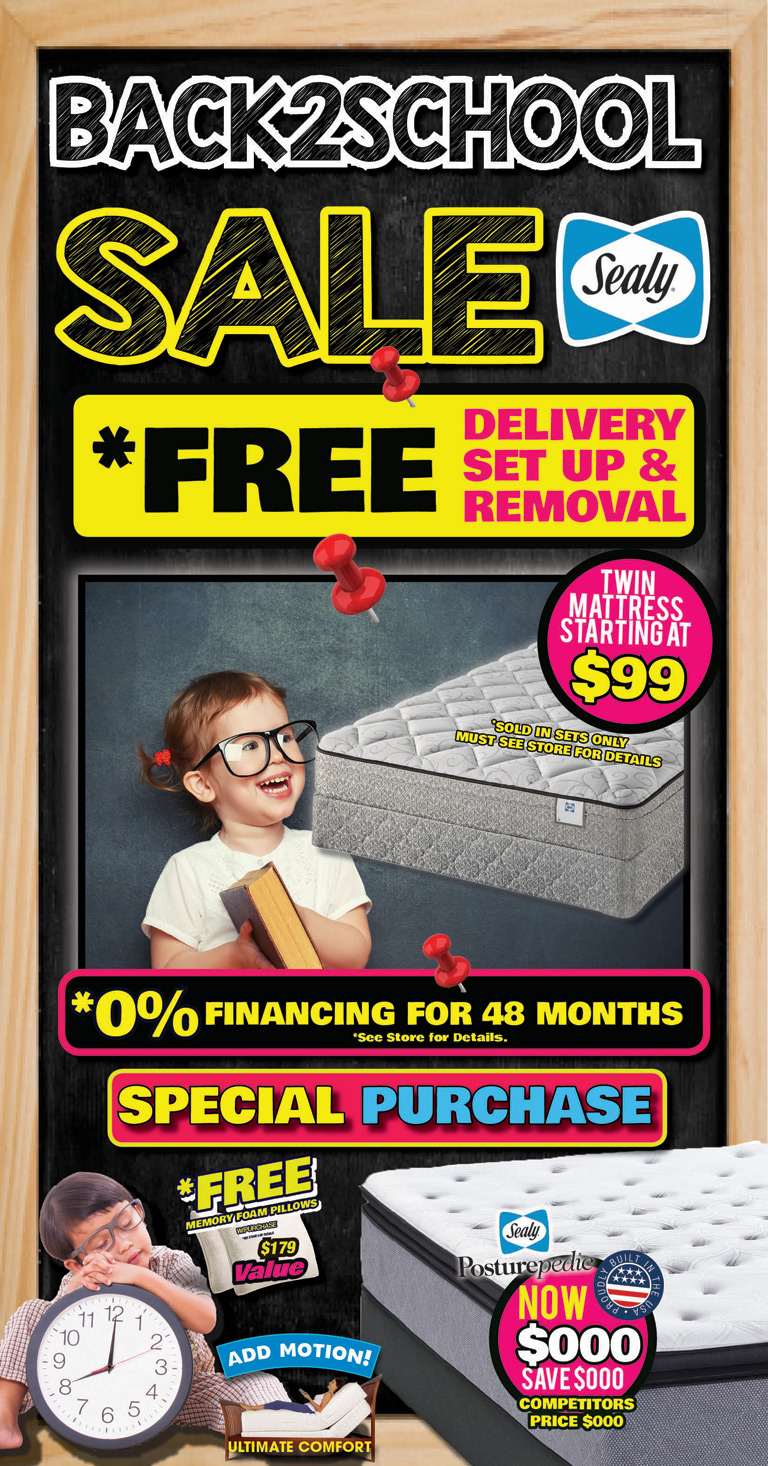 BACK2SCHOOL
SALE
Sealy
*FREE
DELIVERY
SET UP &
REMOVAL
TWIN
MATTRESS
STARTING AT
$99
*SOLD IN SETS ONLY
MUST SEE STORE FOR DETAILS
*0% FINANCING FOR 48 MONTHS
*See Store for Details.
SPECIAL PURCHASE
*FREE
MEMORY FOAM PILLOWS
W/PURCHASE
$179
Value
12
1
2
3
4
5
6
7
8
9
10
11
ADD MOTION!
ULTIMATE COMFORT
Sealy
Posturepedic
PROUDLY BUILT IN THE USA
NOW
$000
SAVE $000
COMPETITORS
PRICE $000